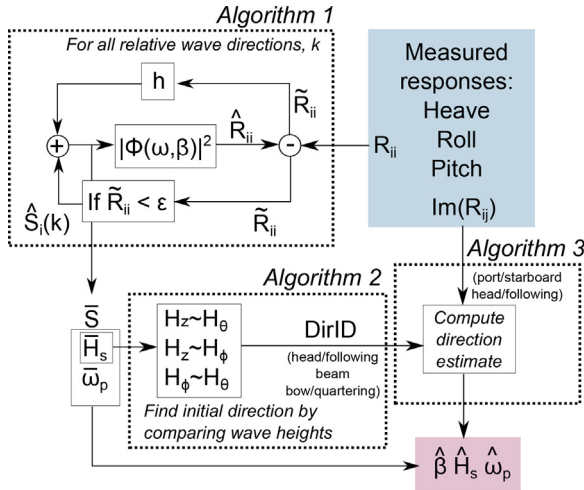 Algorithm 1
For all relative wave directions, k
h
R̃ii
+
|Φ(ω,β)|²
R̂ii
-
Rii
If R̃ii < ε
Ŝi(k)
R̃ii
Measured
responses:
Heave
Roll
Pitch
Im(Rij)
Algorithm 2
Hz~Hθ
Hz~Hϕ
Hϕ~Hθ
DirID
(head/following
beam
bow/quartering)
Find initial direction by
comparing wave heights
S̅
H̅s
ω̅p
Algorithm 3
(port/starboard
head/following)
Compute
direction
estimate
β̂ Ĥs ω̂p